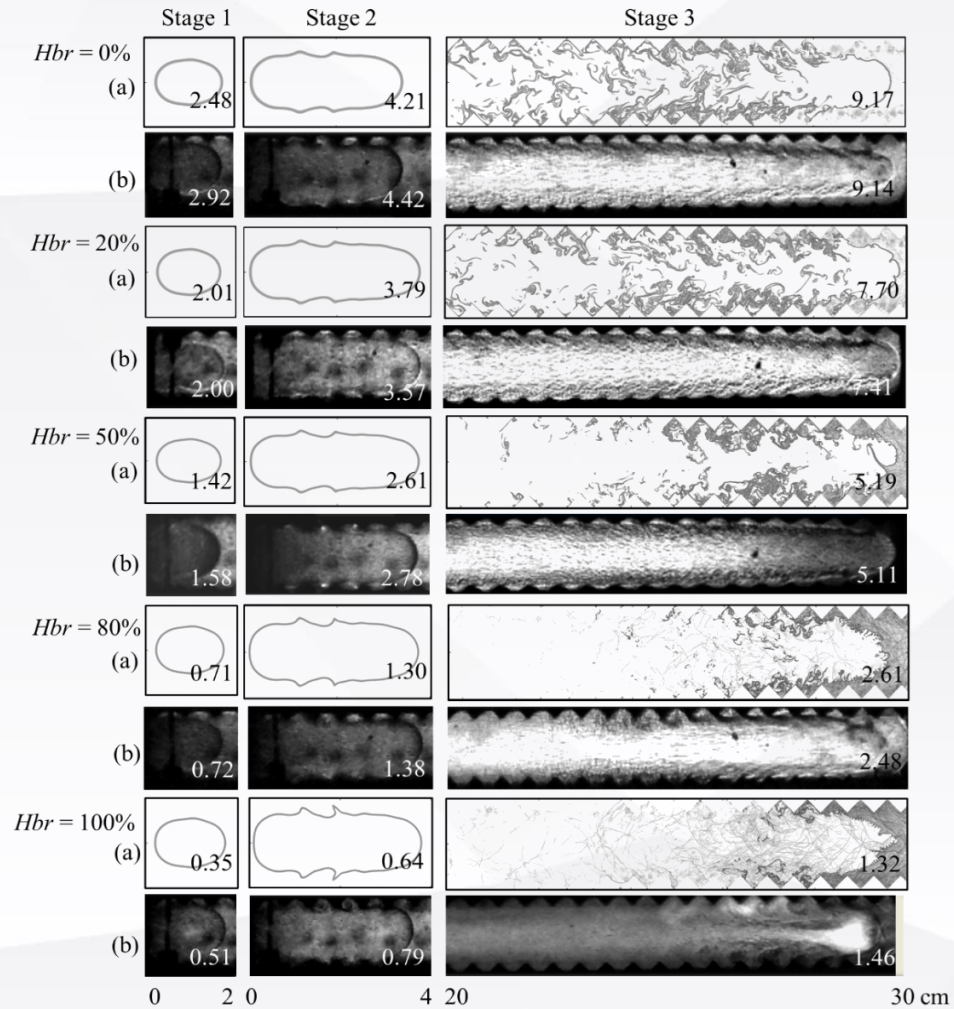 Stage 1 Stage 2 Stage 3
Hbr = 0%
(a) 2.48 4.21 9.17
(b) 2.92 4.42 9.14
Hbr = 20%
(a) 2.01 3.79 7.70
(b) 2.00 3.57 7.41
Hbr = 50%
(a) 1.42 2.61 5.19
(b) 1.58 2.78 5.11
Hbr = 80%
(a) 0.71 1.30 2.61
(b) 0.72 1.38 2.48
Hbr = 100%
(a) 0.35 0.64 1.32
(b) 0.51 0.79 1.46
0 2 0 4 20 30 cm